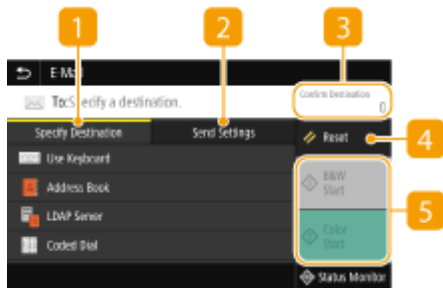 1
2
3
E-Mail
To:Specify a destination.
Confirm Destination
0
Specify Destination
Send Settings
Reset
4
Use Keyboard
Address Book
LDAP Server
Coded Dial
B&W
Start
5
Color
Start
Status Monitor